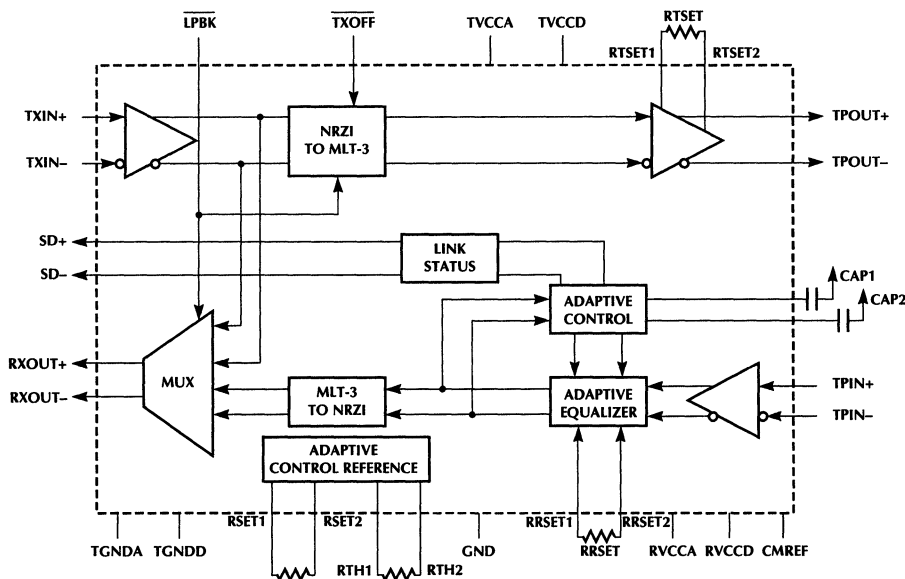 LPBK
TXOFF
TVCCA
TVCCD
RTSET
RTSET1
RTSET2
TXIN+
NRZI
TO MLT-3
TPOUT+
TXIN–
TPOUT–
SD+
LINK
STATUS
SD–
CAP1
ADAPTIVE
CONTROL
CAP2
RXOUT+
MUX
MLT-3
TO NRZI
ADAPTIVE
EQUALIZER
TPIN+
RXOUT–
TPIN–
ADAPTIVE
CONTROL REFERENCE
RSET1
RSET2
RRSET1
RRSET2
TGNDA
TGNDD
RTH1
RTH2
GND
RRSET
RVCCA
RVCCD
CMREF